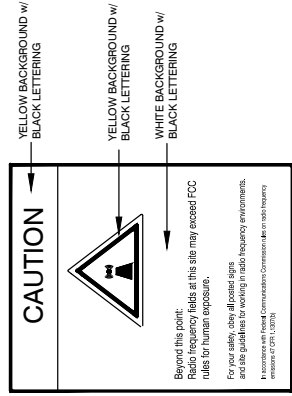 YELLOW BACKGROUND w/
BLACK LETTERING
YELLOW BACKGROUND w/
BLACK LETTERING
WHITE BACKGROUND w/
BLACK LETTERING
CAUTION
Beyond this point:
Radio frequency fields at this site may exceed FCC
rules for human exposure.
For your safety, obey all posted signs
and site guidelines for working in radio frequency environments.
In accordance with Federal Communications Commission rules on radio frequency
emissions 47 CFR 1.1307(b)